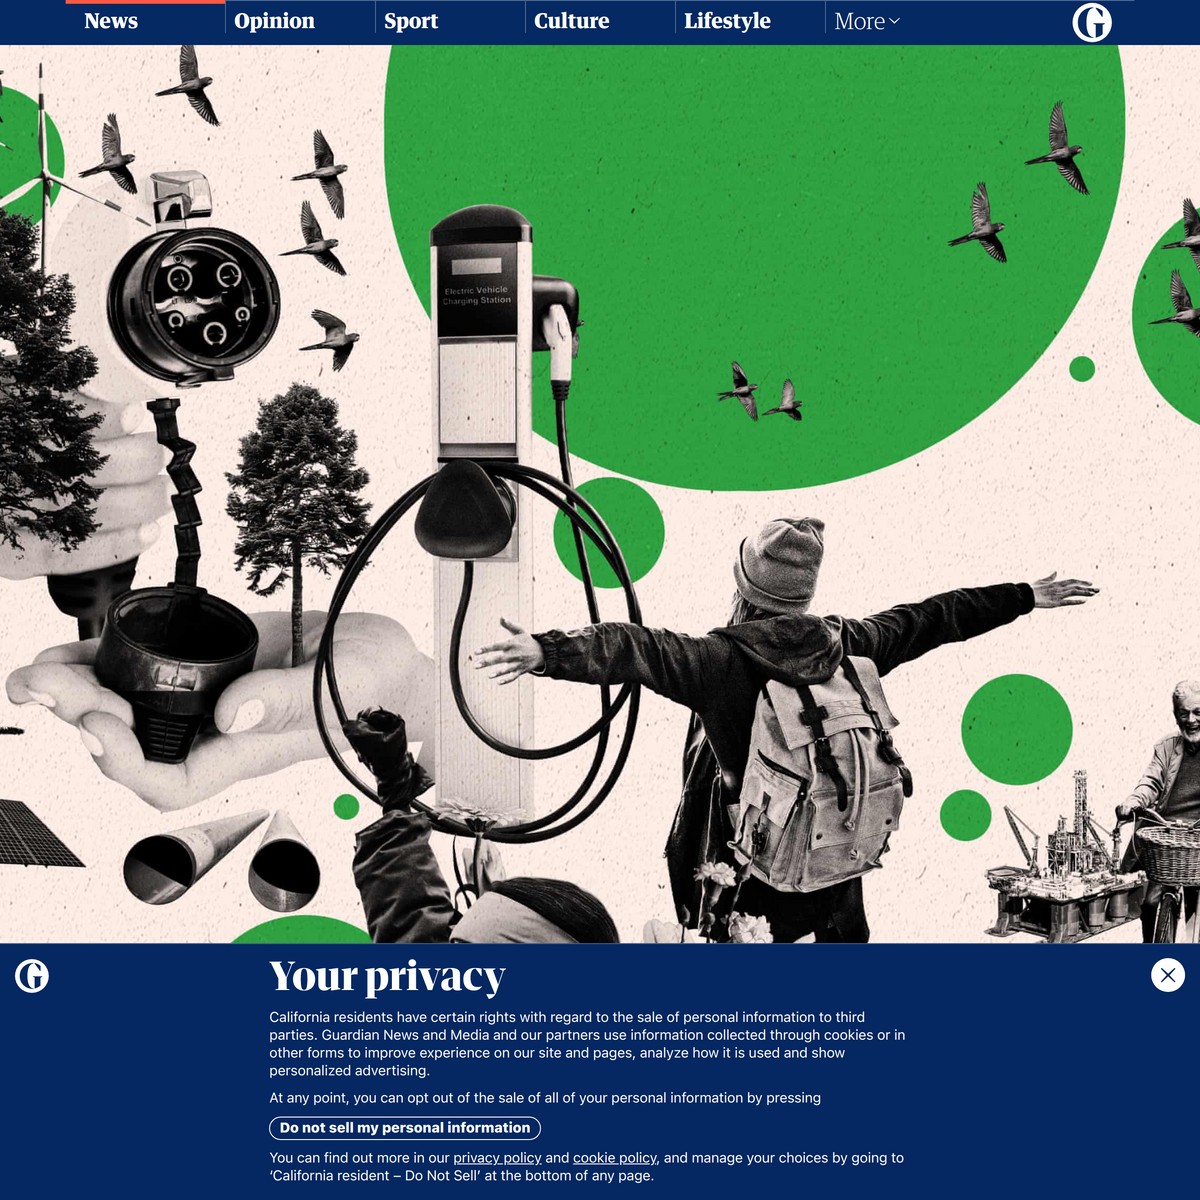 News
Opinion
Sport
Culture
Lifestyle
More
Electric Vehicle
Charging Station
Your privacy
California residents have certain rights with regard to the sale of personal information to third
parties. Guardian News and Media and our partners use information collected through cookies or in
other forms to improve experience on our site and pages, analyze how it is used and show
personalized advertising.
At any point, you can opt out of the sale of all of your personal information by pressing
Do not sell my personal information
You can find out more in our privacy policy and cookie policy, and manage your choices by going to
‘California resident – Do Not Sell’ at the bottom of any page.